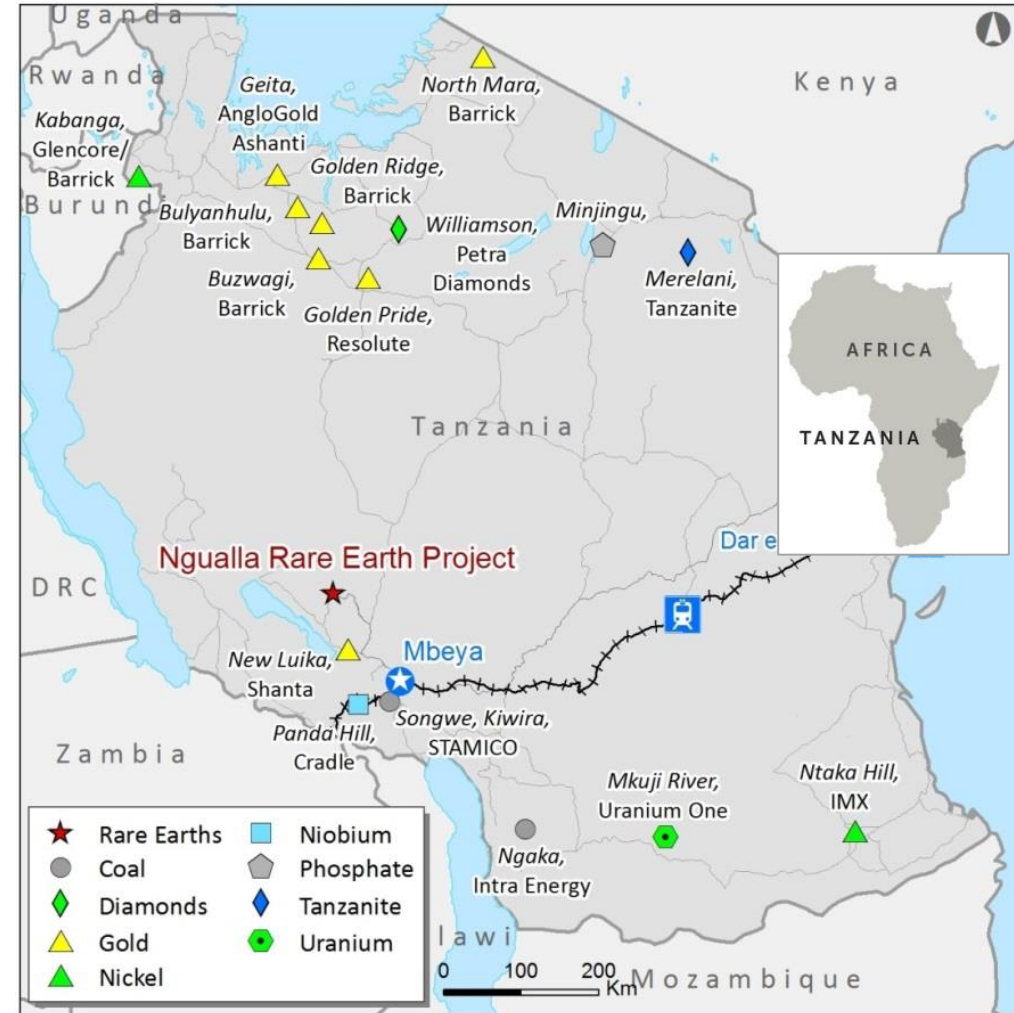 Uganda
Rwanda
Kenya
Kabanga,
Glencore/
Barrick
Burundi
Geita,
AngloGold
Ashanti
North Mara,
Barrick
Golden Ridge,
Barrick
Bulyanhulu,
Barrick
Williamson,
Petra
Diamonds
Minjingu,
Buzwagi,
Barrick
Golden Pride,
Resolute
Merelani,
Tanzanite
AFRICA
TANZANIA
Tanzania
Ngualla Rare Earth Project
Dar e
DRC
Mbeya
New Luika,
Shanta
Panda Hill,
Cradle
Songwe, Kiwira,
STAMICO
Zambia
Mkuji River,
Uranium One
Ntaka Hill,
IMX
Ngaka,
Intra Energy
Rare Earths
Coal
Diamonds
Gold
Nickel
Niobium
Phosphate
Tanzanite
Uranium
lawi
0 100 200
Km
Mozambique